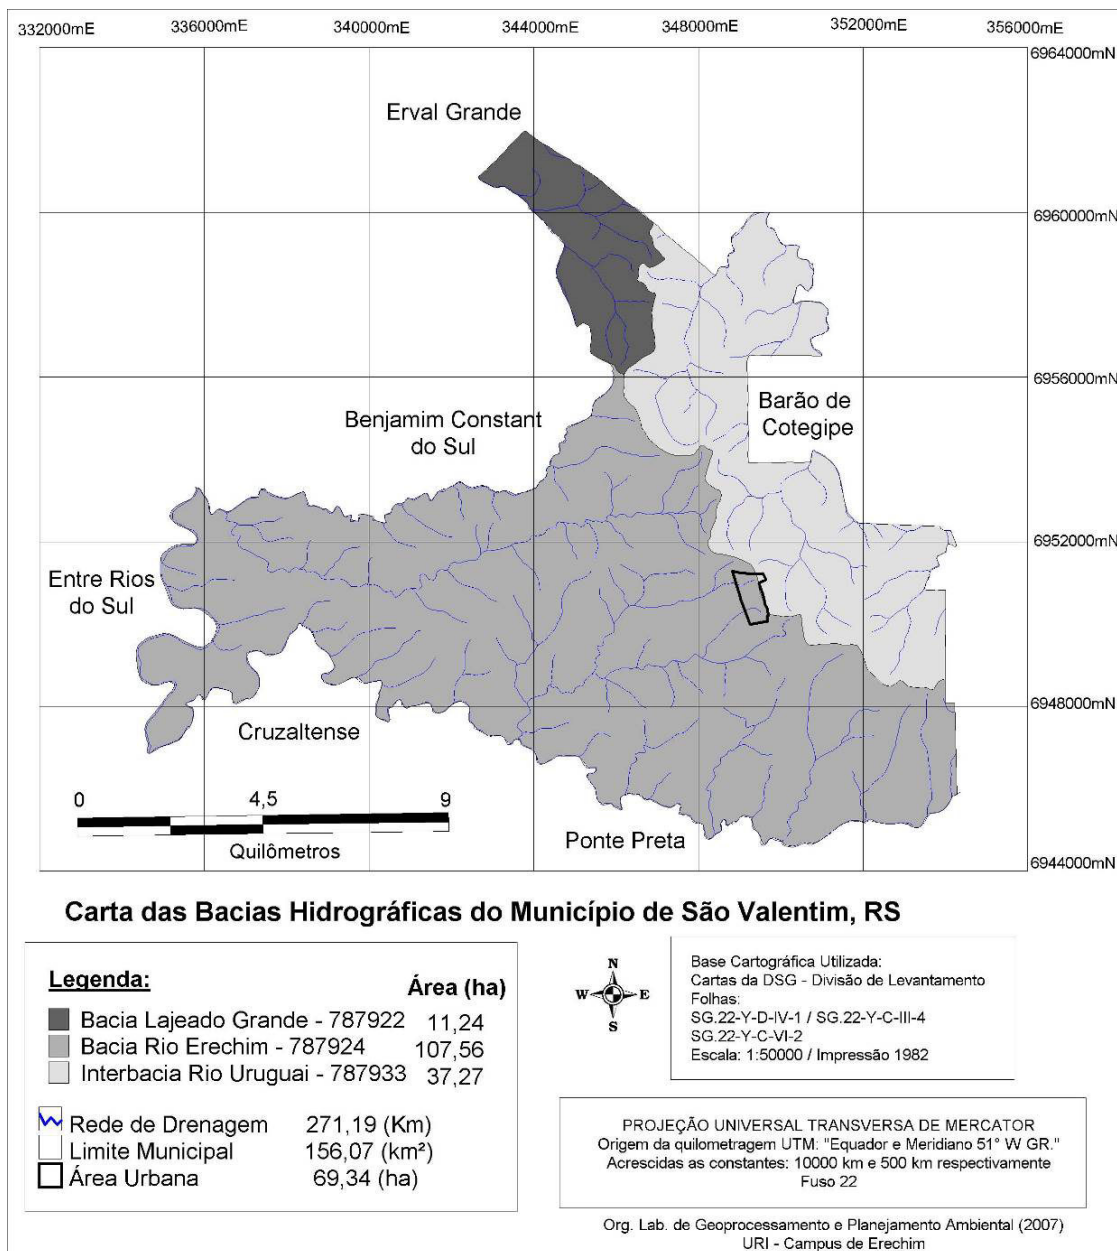 332000mE 336000mE 340000mE 344000mE 348000mE 352000mE 356000mE
6964000mN
Erval Grande
6960000mN
6956000mN
Benjamim Constant
do Sul
Barão de
Cotegipe
6952000mN
Entre Rios
do Sul
6948000mN
Cruzaltense
0 4,5 9
Quilômetros
Ponte Preta
6944000mN
Carta das Bacias Hidrográficas do Município de São Valentim, RS
Legenda: Área (ha)
Bacia Lajeado Grande - 787922 11,24
Bacia Rio Erechim - 787924 107,56
Interbacia Rio Uruguai - 787933 37,27
Rede de Drenagem 271,19 (Km)
Limite Municipal 156,07 (km²)
Área Urbana 69,34 (ha)
N
W E
S
Base Cartográfica Utilizada:
Cartas da DSG - Divisão de Levantamento
Folhas:
SG.22-Y-D-IV-1 / SG.22-Y-C-III-4
SG.22-Y-C-VI-2
Escala: 1:50000 / Impressão 1982
PROJEÇÃO UNIVERSAL TRANSVERSA DE MERCATOR
Origem da quilometragem UTM: "Equador e Meridiano 51° W GR."
Acrescidas as constantes: 10000 km e 500 km respectivamente
Fuso 22
Org. Lab. de Geoprocessamento e Planejamento Ambiental (2007)
URI - Campus de Erechim